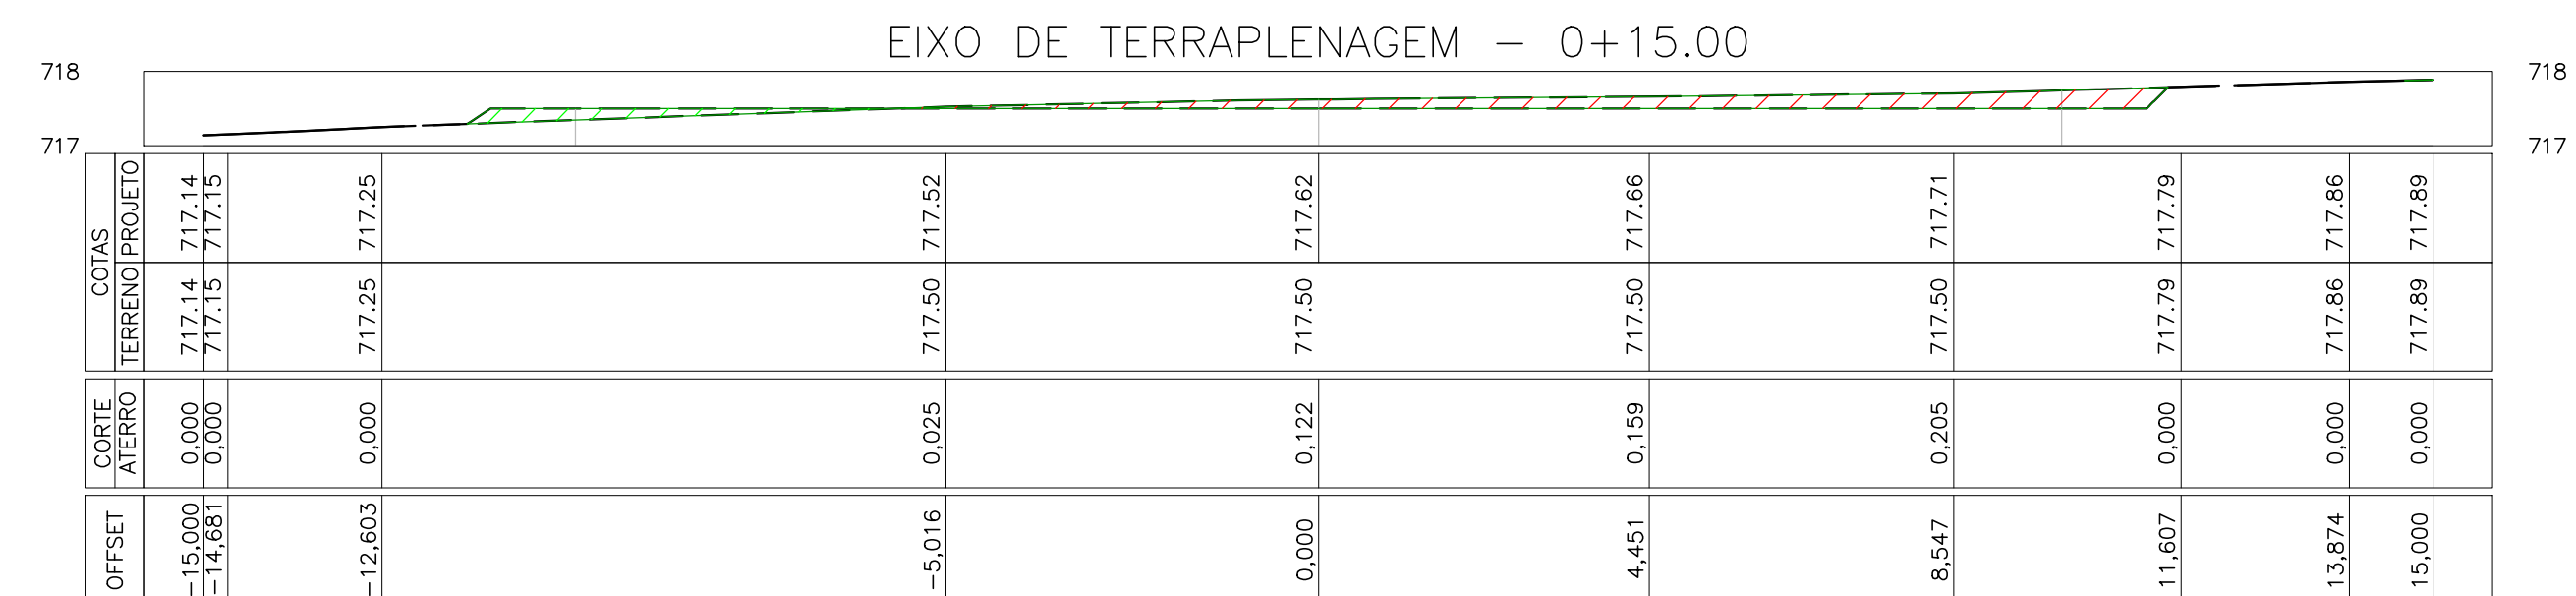 EIXO DE TERRAPLENAGEM - 0+15.00
718 718
717 717
COTAS
PROJETO 717.14 717.15 717.25 717.52 717.62 717.66 717.71 717.79 717.86 717.89
TERRENO 717.14 717.15 717.25 717.50 717.50 717.50 717.50 717.79 717.86 717.89
CORTE
ATERRO 0,000 0,000 0,000 0,025 0,122 0,159 0,205 0,000 0,000 0,000
OFFSET -15,000 -14,681 -12,603 -5,016 0,000 4,451 8,547 11,607 13,874 15,000